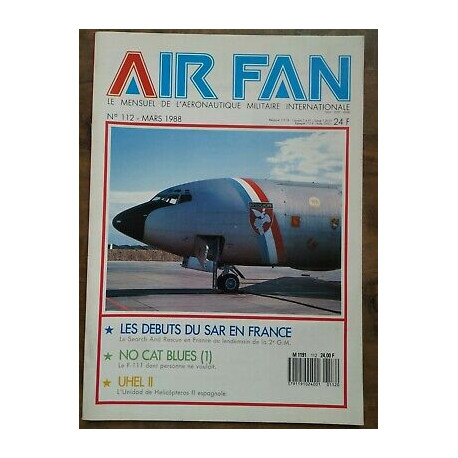 AIR FAN
LE MENSUEL DE L'AERONAUTIQUE MILITAIRE INTERNATIONALE
N° 112 - MARS 1988
24 F
LES DEBUTS DU SAR EN FRANCE
Le Search And Rescue en France au lendemain de la 2e G.M.
NO CAT BLUES (1)
Le F-111 dont personne ne voulait.
UHEL II
L'Unidad de Helicópteros II espagnole.
M 1191 - 112 - 24,00 F